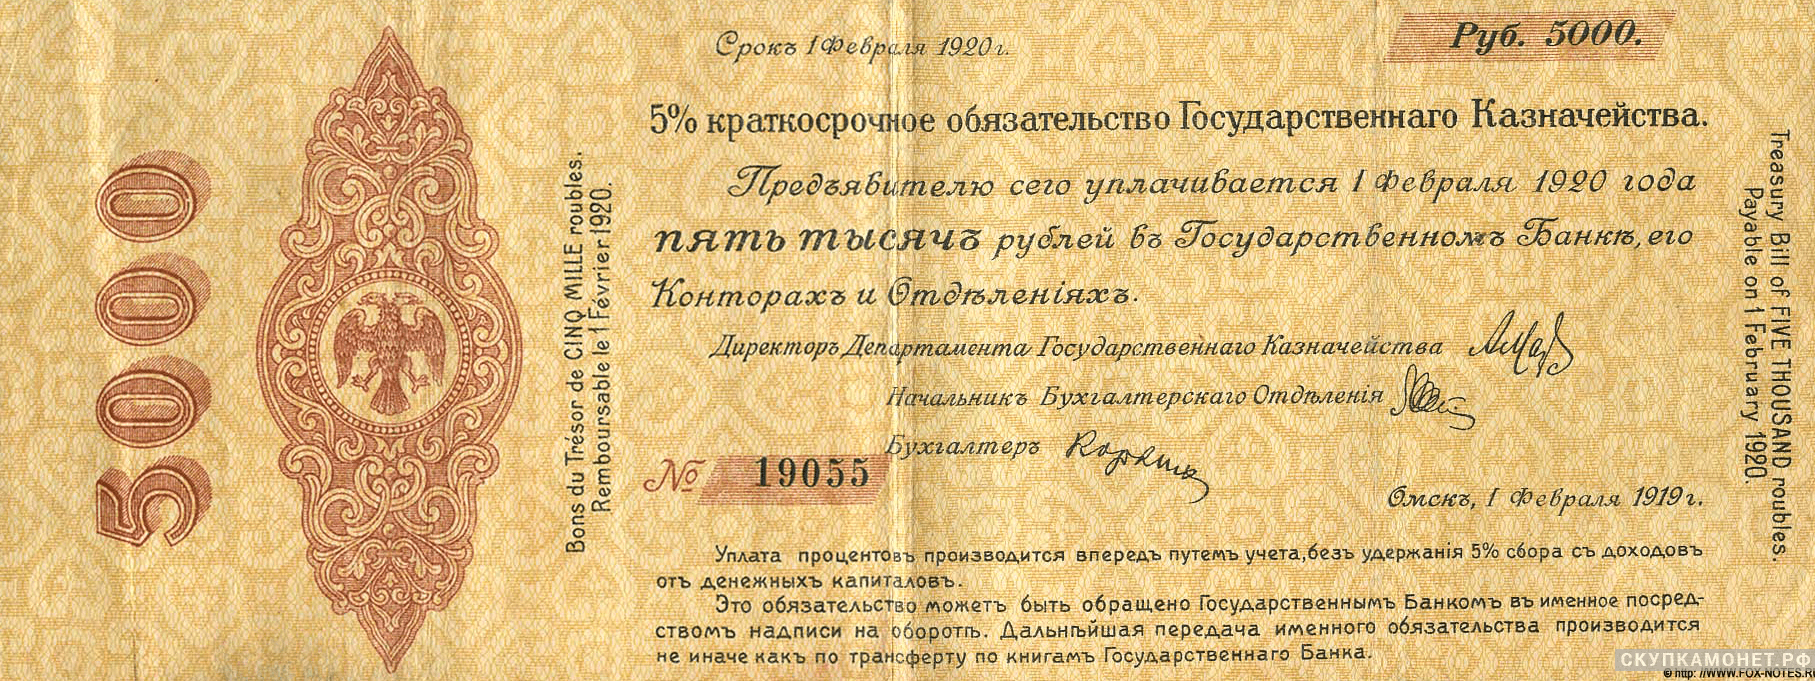 5000
Bons du Trésor de CINQ MILLE roubles.
Remboursable le 1 Février 1920.
Срокъ 1 Февраля 1920 г.
Руб. 5000.
5% краткосрочное обязательство Государственнаго Казначейства.
Предъявителю сего уплачивается 1 Февраля 1920 года
пять тысячъ рублей въ Государственномъ Банкѣ, его
Конторахъ и Отдѣленіяхъ.
Директоръ Департамента Государственнаго Казначейства
Начальникъ Бухгалтерскаго Отдѣленія
Бухгалтеръ
№ 19055
Омскъ, 1 Февраля 1919 г.
Уплата процентовъ производится впередъ путемъ учета, безъ удержанія 5% сбора съ доходовъ
отъ денежныхъ капиталовъ.
Это обязательство можетъ быть обращено Государственнымъ Банкомъ въ именное посред-
ствомъ надписи на оборотѣ. Дальнѣйшая передача именного обязательства производится
не иначе какъ по трансферту по книгамъ Государственнаго Банка.
Treasury Bill of FIVE THOUSAND roubles.
Payable on 1 February 1920.
СКУПКАМОНЕТ.РФ
© http: //WWW.FOX-NOTES.R